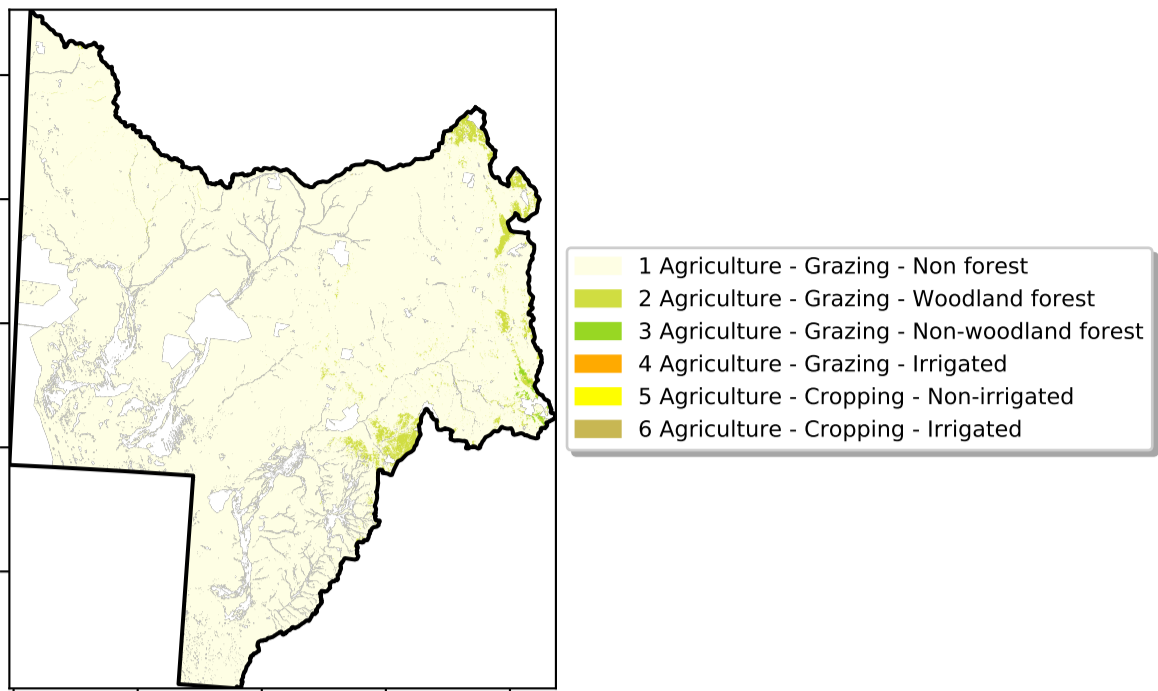 1 Agriculture - Grazing - Non forest
2 Agriculture - Grazing - Woodland forest
3 Agriculture - Grazing - Non-woodland forest
4 Agriculture - Grazing - Irrigated
5 Agriculture - Cropping - Non-irrigated
6 Agriculture - Cropping - Irrigated